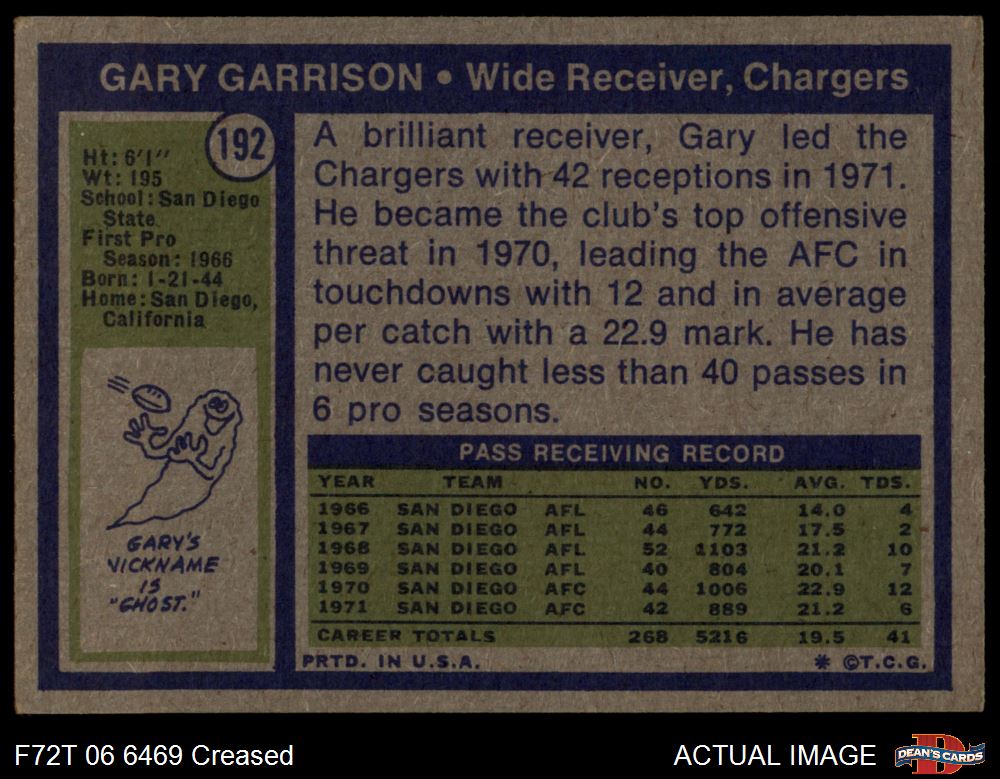 GARY GARRISON • Wide Receiver, Chargers
192
Ht: 6'1"
Wt: 195
School: San Diego
State
First Pro
Season: 1966
Born: 1-21-44
Home: San Diego,
California
GARY'S
NICKNAME
IS
"GHOST."
A brilliant receiver, Gary led the
Chargers with 42 receptions in 1971.
He became the club's top offensive
threat in 1970, leading the AFC in
touchdowns with 12 and in average
per catch with a 22.9 mark. He has
never caught less than 40 passes in
6 pro seasons.
PASS RECEIVING RECORD
YEAR TEAM NO. YDS. AVG. TDS.
1966 SAN DIEGO AFL 46 642 14.0 4
1967 SAN DIEGO AFL 44 772 17.5 2
1968 SAN DIEGO AFL 52 1103 21.2 10
1969 SAN DIEGO AFL 40 804 20.1 7
1970 SAN DIEGO AFC 44 1006 22.9 12
1971 SAN DIEGO AFC 42 889 21.2 6
CAREER TOTALS 268 5216 19.5 41
PRTD. IN U.S.A. * ©T.C.G.
F72T 06 6469 Creased
ACTUAL IMAGE
DEAN'S CARDS